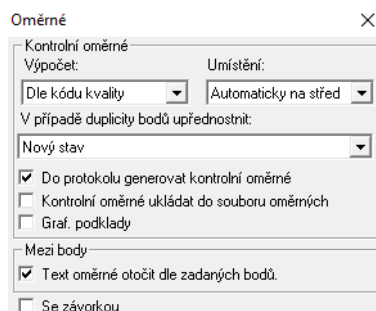 Oměrné
Kontrolní oměrné
Výpočet: Umístění:
Dle kódu kvality Automaticky na střed
V případě duplicity bodů upřednostnit:
Nový stav
Do protokolu generovat kontrolní oměrné
Kontrolní oměrné ukládat do souboru oměrných
Graf. podklady
Mezi body
Text oměrné otočit dle zadaných bodů.
Se závorkou